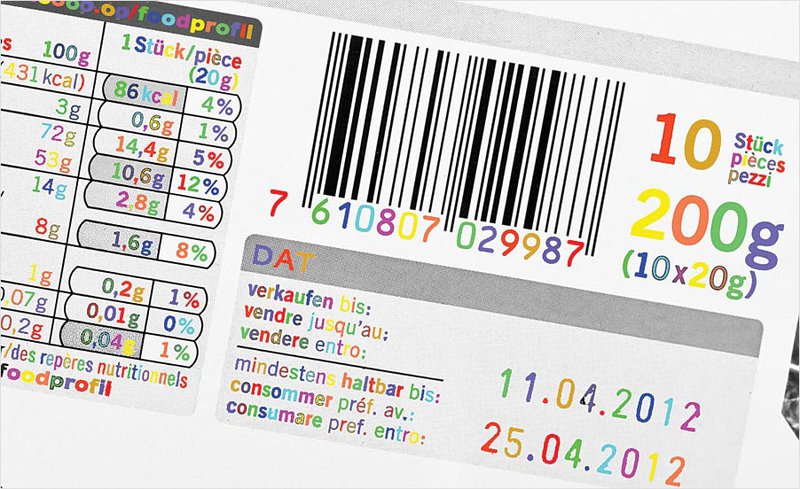 coop.op/foodprofil
100g 1 Stück/pièce
(20g)
(431 kcal) 86 kcal 4%
3g 0,6g 1%
72g 14,4g 5%
53g 10,6g 12%
14g 2,8g 4%
8g 1,6g 8%
1g 0,2g 1%
0,07g 0,01g 0%
0,2g 0,04g 1%
r/des repères nutritionnels
foodprofil
7 610807 029987
10 Stück
pièces
pezzi
200g
(10x20g)
DAT
verkaufen bis:
vendre jusqu'au:
vendere entro:
11.04.2012
mindestens haltbar bis:
consommer préf. av.:
consumare pref. entro:
25.04.2012